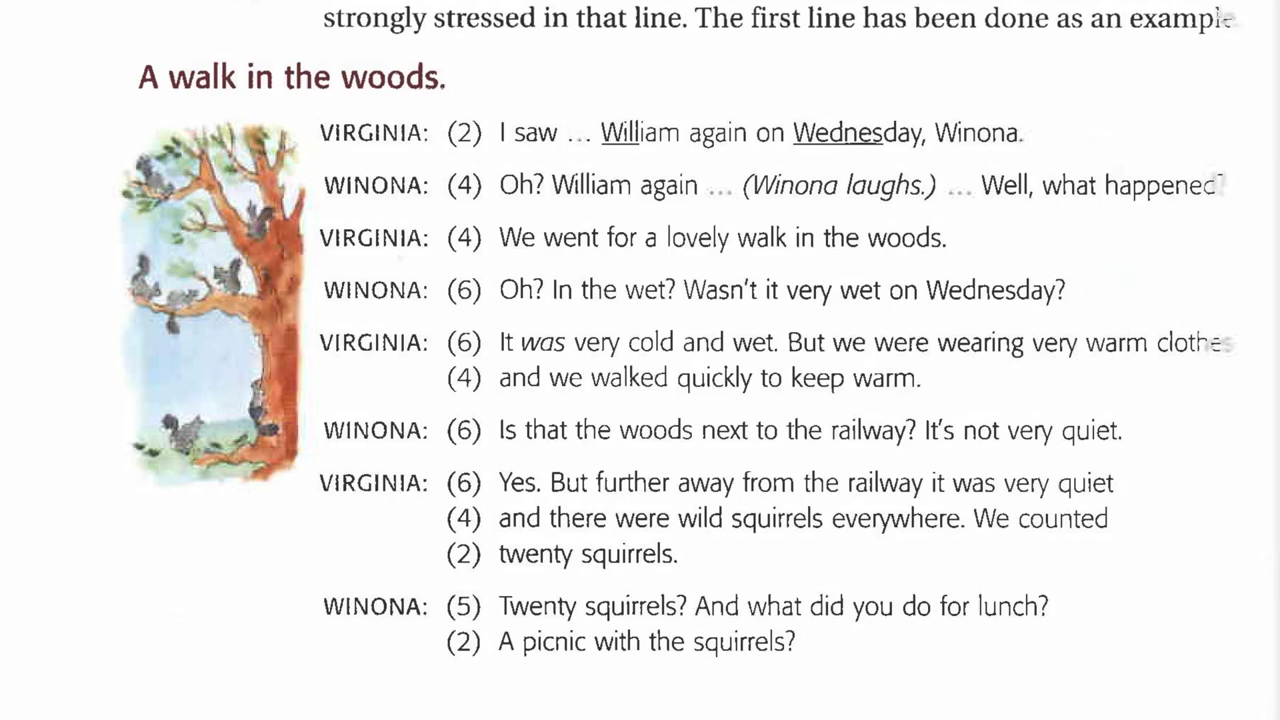 strongly stressed in that line. The first line has been done as an example
A walk in the woods.
VIRGINIA: (2) I saw ... William again on Wednesday, Winona.
WINONA: (4) Oh? William again ... (Winona laughs.) ... Well, what happened?
VIRGINIA: (4) We went for a lovely walk in the woods.
WINONA: (6) Oh? In the wet? Wasn't it very wet on Wednesday?
VIRGINIA: (6) It was very cold and wet. But we were wearing very warm clothes
(4) and we walked quickly to keep warm.
WINONA: (6) Is that the woods next to the railway? It's not very quiet.
VIRGINIA: (6) Yes. But further away from the railway it was very quiet
(4) and there were wild squirrels everywhere. We counted
(2) twenty squirrels.
WINONA: (5) Twenty squirrels? And what did you do for lunch?
(2) A picnic with the squirrels?